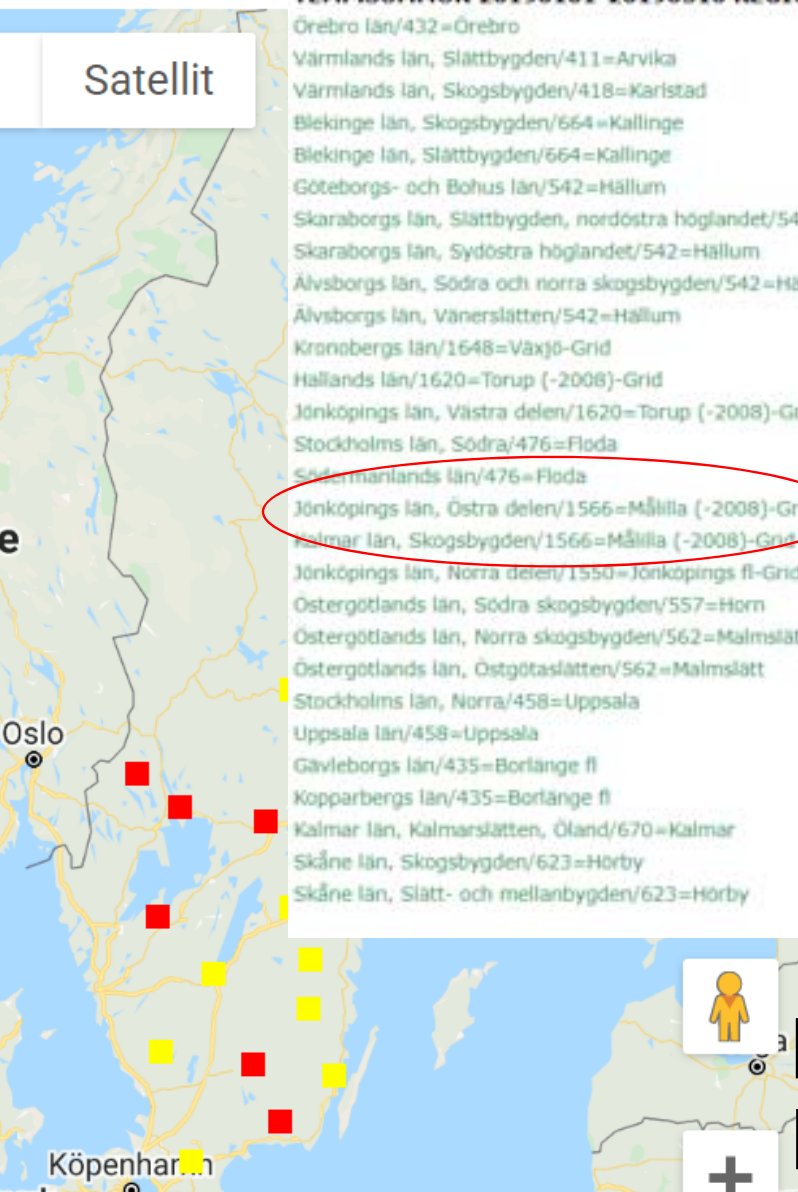 Satellit
Örebro län/432=Örebro
Värmlands län, Slättbygden/411=Arvika
Värmlands län, Skogsbygden/418=Karlstad
Blekinge län, Skogsbygden/664=Kallinge
Blekinge län, Slättbygden/664=Kallinge
Göteborgs- och Bohus län/542=Hällum
Skaraborgs län, Slättbygden, nordöstra höglandet/54
Skaraborgs län, Sydöstra höglandet/542=Hällum
Älvsborgs län, Södra och norra skogsbygden/542=Hä
Älvsborgs län, Vänerslätten/542=Hällum
Kronobergs län/1648=Växjö-Grid
Hallands län/1620=Torup (-2008)-Grid
Jönköpings län, Västra delen/1620=Torup (-2008)-Gr
Stockholms län, Södra/476=Floda
Södermanlands län/476=Floda
Jönköpings län, Östra delen/1566=Målilla (-2008)-Gr
Kalmar län, Skogsbygden/1566=Målilla (-2008)-Grid
Jönköpings län, Norra delen/1550=Jönköpings fl-Grid
Östergötlands län, Södra skogsbygden/557=Horn
Östergötlands län, Norra skogsbygden/562=Malmslät
Östergötlands län, Östgötaslätten/562=Malmslätt
Stockholms län, Norra/458=Uppsala
Uppsala län/458=Uppsala
Gävleborgs län/435=Borlänge fl
Kopparbergs län/435=Borlänge fl
Kalmar län, Kalmarslätten, Öland/670=Kalmar
Skåne län, Skogsbygden/623=Hörby
Skåne län, Slätt- och mellanbygden/623=Hörby
e
Oslo
a
+